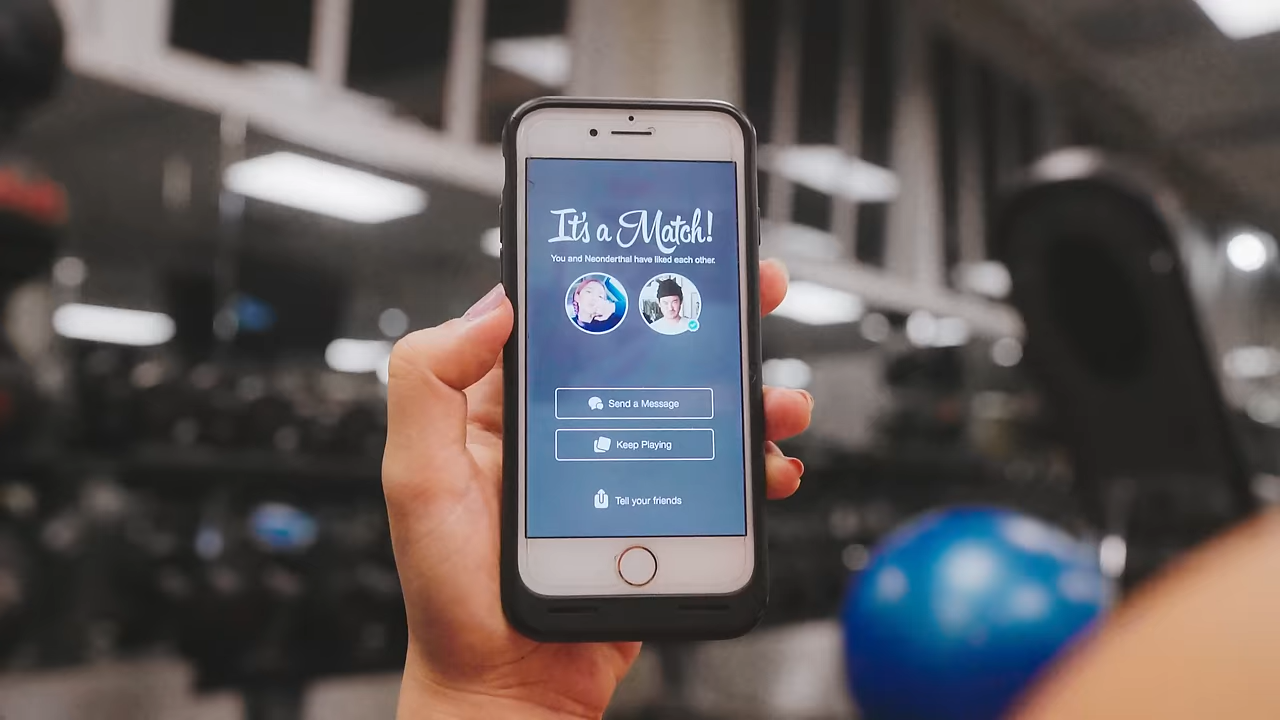 It's a Match!
You and Neonderthal have liked each other.
Send a Message
Keep Playing
Tell your friends